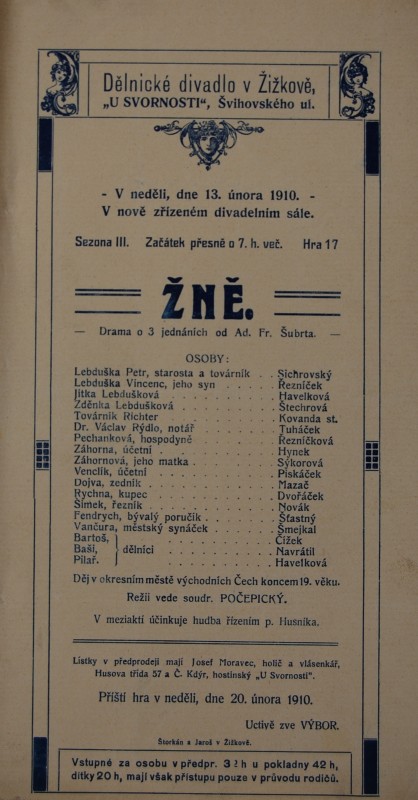 Dělnické divadlo v Žižkově,
„U SVORNOSTI“, Švihovského ul.
- V neděli, dne 13. února 1910. -
V nově zřízeném divadelním sále.
Sezona III. Začátek přesně o 7. h. več. Hra 17
ŽNĚ.
— Drama o 3 jednáních od Ad. Fr. Šubrta. —
OSOBY:
Lebduška Petr, starosta a továrník . . Sichrovský
Lebduška Vincenc, jeho syn . . . . . Řezníček
Jitka Lebdušková . . . . . . . . Havelková
Zděnka Lebdušková . . . . . . . . Štechrová
Továrník Richter . . . . . . . . Kovanda st.
Dr. Václav Rýdlo, notář . . . . . . Tuháček
Pechanková, hospodyně . . . . . . Řezníčková
Záhorna, účetní . . . . . . . . Hynek
Záhornová, jeho matka . . . . . . Sýkorová
Venclík, účetní . . . . . . . . Piskáček
Dojva, zedník . . . . . . . . Mazač
Rychna, kupec . . . . . . . . Dvořáček
Šimek, řezník . . . . . . . . Novák
Fendrych, bývalý poručík . . . . . . Šťastný
Vančura, městský synáček . . . . . . Smejkal
Bartoš, . . . . . . Čížek
Baši, } dělníci . . . . . . Navrátil
Pilař. . . . . . . Havelková
Děj v okresním městě východních Čech koncem 19. věku.
Režii vede soudr. POČEPICKÝ.
V meziaktí účinkuje hudba řízením p. Husníka.
Lístky v předprodeji mají Josef Moravec, holič a vlásenkář,
Husova třída 57 a Č. Kdýr, hostinský „U Svornosti“.
Příští hra v neděli, dne 20. února 1910.
Uctivě zve VÝBOR.
Štorkán a Jaroš v Žižkově.
Vstupné za osobu v předpr. h u pokladny 42 h,
dítky 20 h, mají však přístupu pouze v průvodu rodičů.